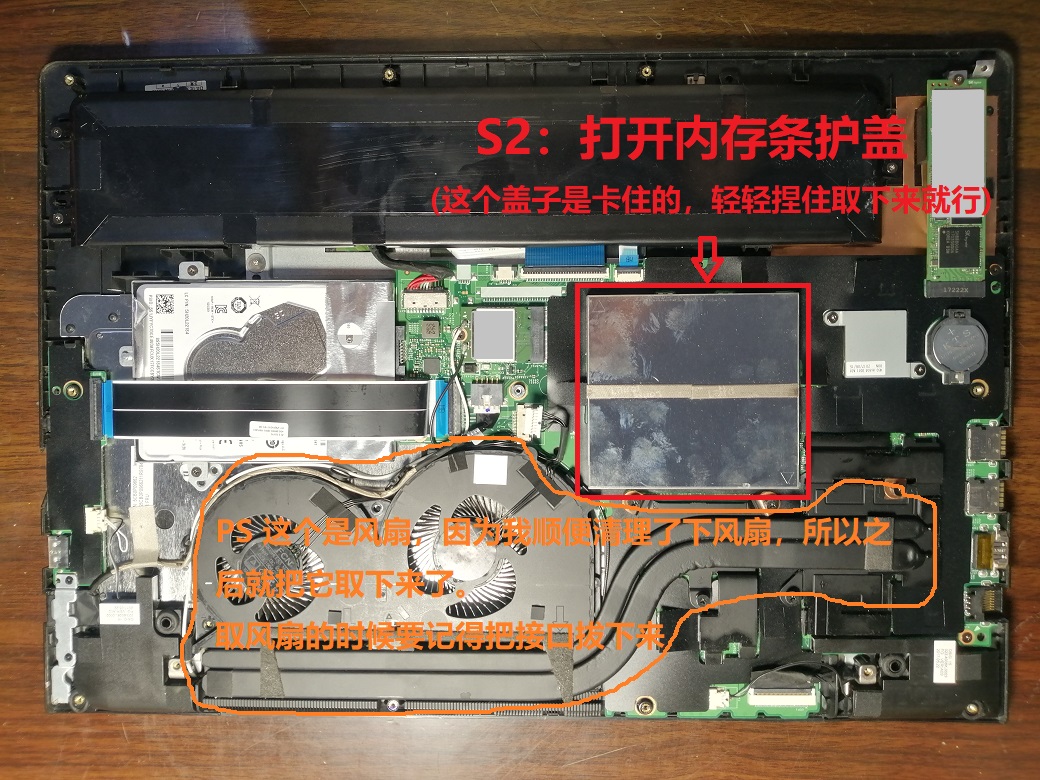 S2：打开内存条护盖
(这个盖子是卡住的，轻轻捏住取下来就行)
17222X
PS 这个是风扇，因为我顺便清理了下风扇，所以之
后就把它取下来了。
取风扇的时候要记得把接口拔下来